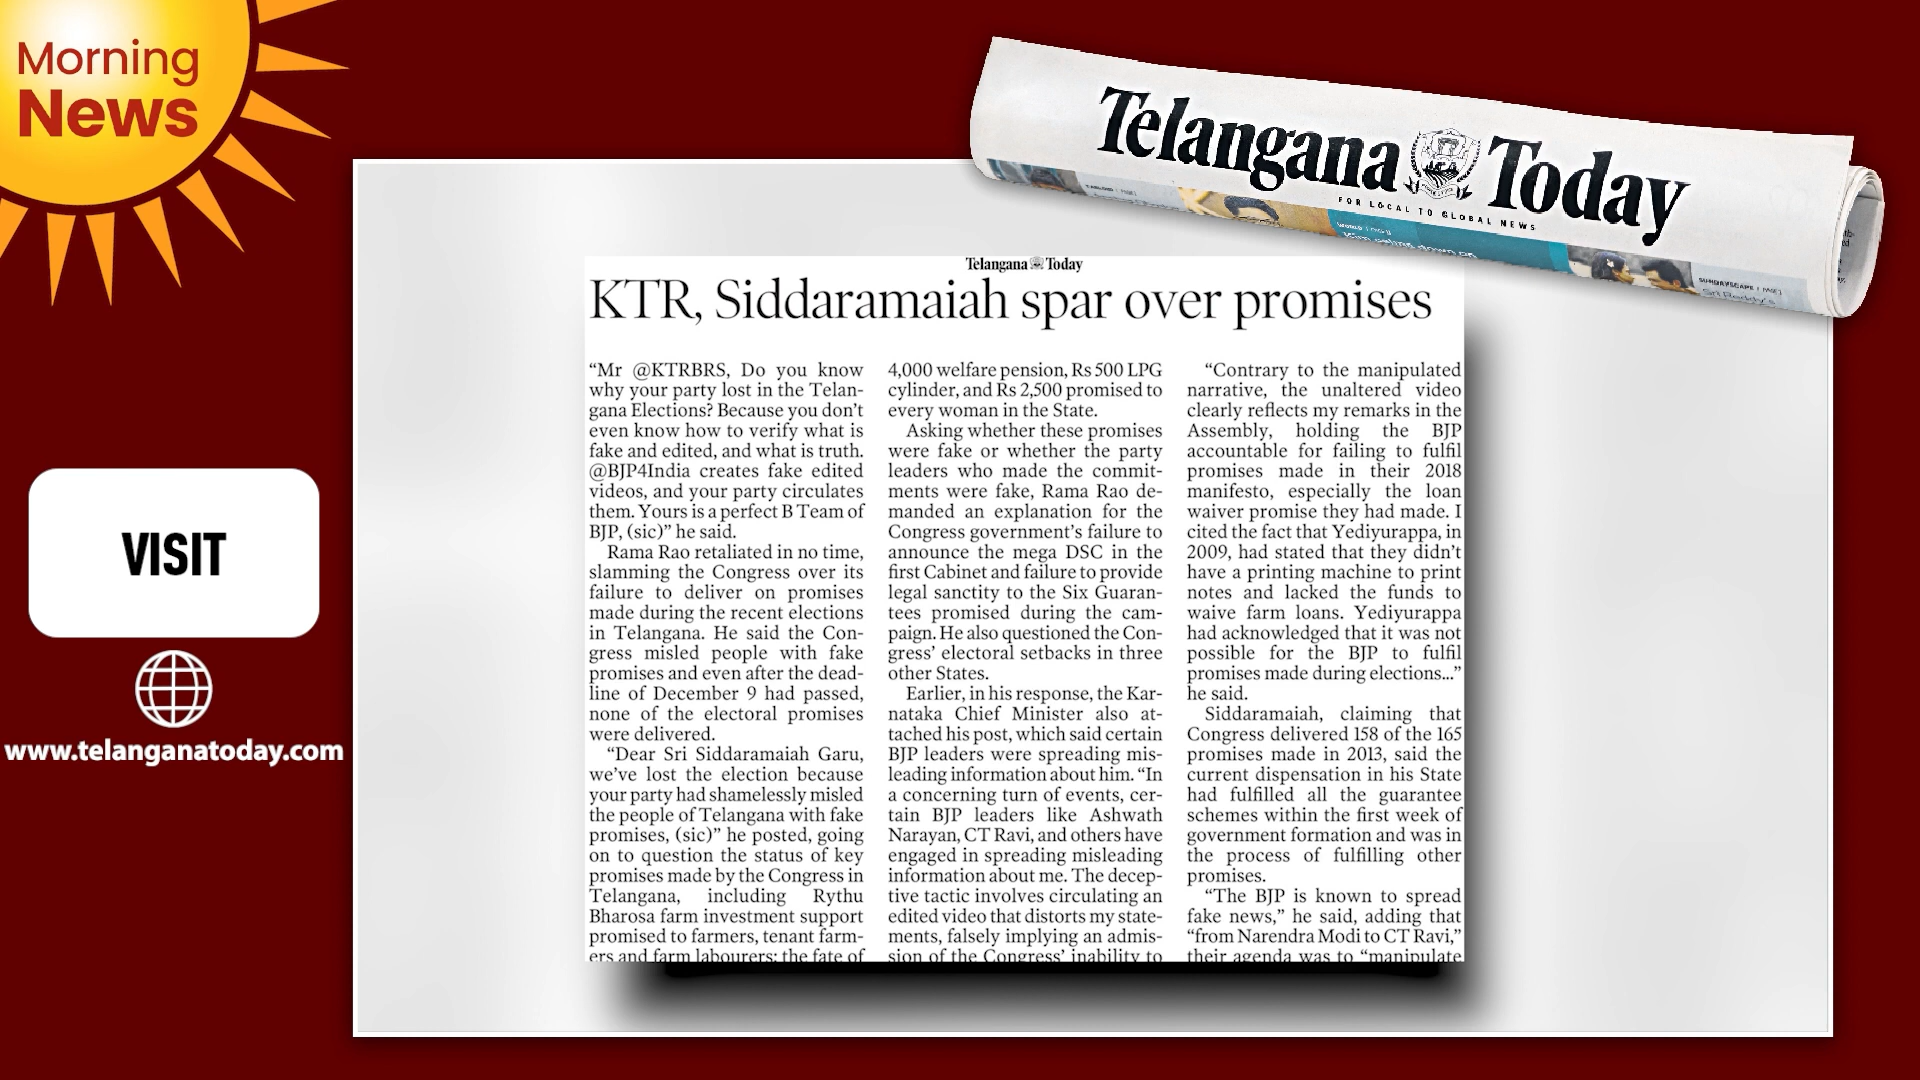 Morning
News
Telangana Today
FOR LOCAL TO GLOBAL NEWS
VISIT
www.telanganatoday.com
Telangana Today
KTR, Siddaramaiah spar over promises
“Mr @KTRBRS, Do you know
why your party lost in the Telan-
gana Elections? Because you don’t
even know how to verify what is
fake and edited, and what is truth.
@BJP4India creates fake edited
videos, and your party circulates
them. Yours is a perfect B Team of
BJP, (sic)” he said.
Rama Rao retaliated in no time,
slamming the Congress over its
failure to deliver on promises
made during the recent elections
in Telangana. He said the Con-
gress misled people with fake
promises and even after the dead-
line of December 9 had passed,
none of the electoral promises
were delivered.
“Dear Sri Siddaramaiah Garu,
we’ve lost the election because
your party had shamelessly misled
the people of Telangana with fake
promises, (sic)” he posted, going
on to question the status of key
promises made by the Congress in
Telangana, including Rythu
Bharosa farm investment support
promised to farmers, tenant farm-
ers and farm labourers; the fate of
4,000 welfare pension, Rs 500 LPG
cylinder, and Rs 2,500 promised to
every woman in the State.
Asking whether these promises
were fake or whether the party
leaders who made the commit-
ments were fake, Rama Rao de-
manded an explanation for the
Congress government’s failure to
announce the mega DSC in the
first Cabinet and failure to provide
legal sanctity to the Six Guaran-
tees promised during the cam-
paign. He also questioned the Con-
gress’ electoral setbacks in three
other States.
Earlier, in his response, the Kar-
nataka Chief Minister also at-
tached his post, which said certain
BJP leaders were spreading mis-
leading information about him. “In
a concerning turn of events, cer-
tain BJP leaders like Ashwath
Narayan, CT Ravi, and others have
engaged in spreading misleading
information about me. The decep-
tive tactic involves circulating an
edited video that distorts my state-
ments, falsely implying an admis-
sion of the Congress’ inability to
“Contrary to the manipulated
narrative, the unaltered video
clearly reflects my remarks in the
Assembly, holding the BJP
accountable for failing to fulfil
promises made in their 2018
manifesto, especially the loan
waiver promise they had made. I
cited the fact that Yediyurappa, in
2009, had stated that they didn’t
have a printing machine to print
notes and lacked the funds to
waive farm loans. Yediyurappa
had acknowledged that it was not
possible for the BJP to fulfil
promises made during elections...”
he said.
Siddaramaiah, claiming that
Congress delivered 158 of the 165
promises made in 2013, said the
current dispensation in his State
had fulfilled all the guarantee
schemes within the first week of
government formation and was in
the process of fulfilling other
promises.
“The BJP is known to spread
fake news,” he said, adding that
“from Narendra Modi to CT Ravi,”
their agenda was to “manipulate